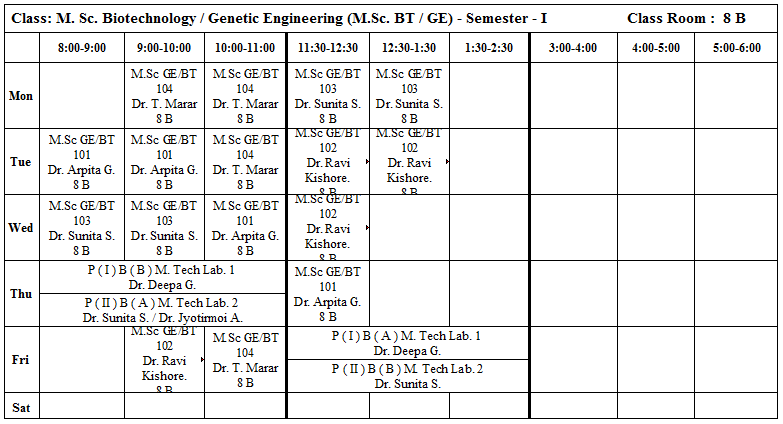 Class: M. Sc. Biotechnology / Genetic Engineering (M.Sc. BT / GE) - Semester - I Class Room : 8 B
8:00-9:00 9:00-10:00 10:00-11:00 11:30-12:30 12:30-1:30 1:30-2:30 3:00-4:00 4:00-5:00 5:00-6:00
Mon
M.Sc GE/BT
104
Dr. T. Marar
8 B
M.Sc GE/BT
104
Dr. T. Marar
8 B
M.Sc GE/BT
103
Dr. Sunita S.
8 B
M.Sc GE/BT
103
Dr. Sunita S.
8 B
Tue
M.Sc GE/BT
101
Dr. Arpita G.
8 B
M.Sc GE/BT
101
Dr. Arpita G.
8 B
M.Sc GE/BT
104
Dr. T. Marar
8 B
M.Sc GE/BT
102
Dr. Ravi
Kishore.
8 B
M.Sc GE/BT
102
Dr. Ravi
Kishore.
8 B
Wed
M.Sc GE/BT
103
Dr. Sunita S.
8 B
M.Sc GE/BT
103
Dr. Sunita S.
8 B
M.Sc GE/BT
101
Dr. Arpita G.
8 B
M.Sc GE/BT
102
Dr. Ravi
Kishore.
8 B
Thu
P ( I ) B ( B ) M. Tech Lab. 1
Dr. Deepa G.
P ( II ) B ( A ) M. Tech Lab. 2
Dr. Sunita S. / Dr. Jyotirmoi A.
M.Sc GE/BT
101
Dr. Arpita G.
8 B
Fri
M.Sc GE/BT
102
Dr. Ravi
Kishore.
8 B
M.Sc GE/BT
104
Dr. T. Marar
8 B
P ( I ) B ( A ) M. Tech Lab. 1
Dr. Deepa G.
P ( II ) B ( B ) M. Tech Lab. 2
Dr. Sunita S.
Sat